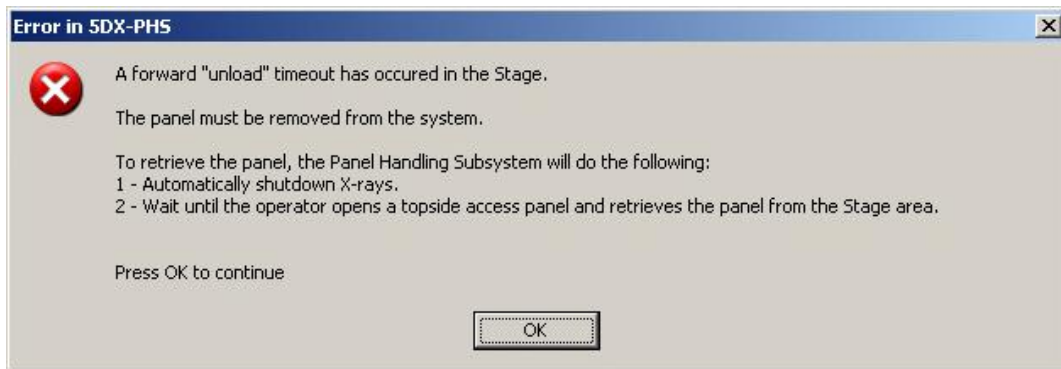 Error in 5DX-PHS
A forward "unload" timeout has occured in the Stage.
The panel must be removed from the system.
To retrieve the panel, the Panel Handling Subsystem will do the following:
1 - Automatically shutdown X-rays.
2 - Wait until the operator opens a topside access panel and retrieves the panel from the Stage area.
Press OK to continue
OK